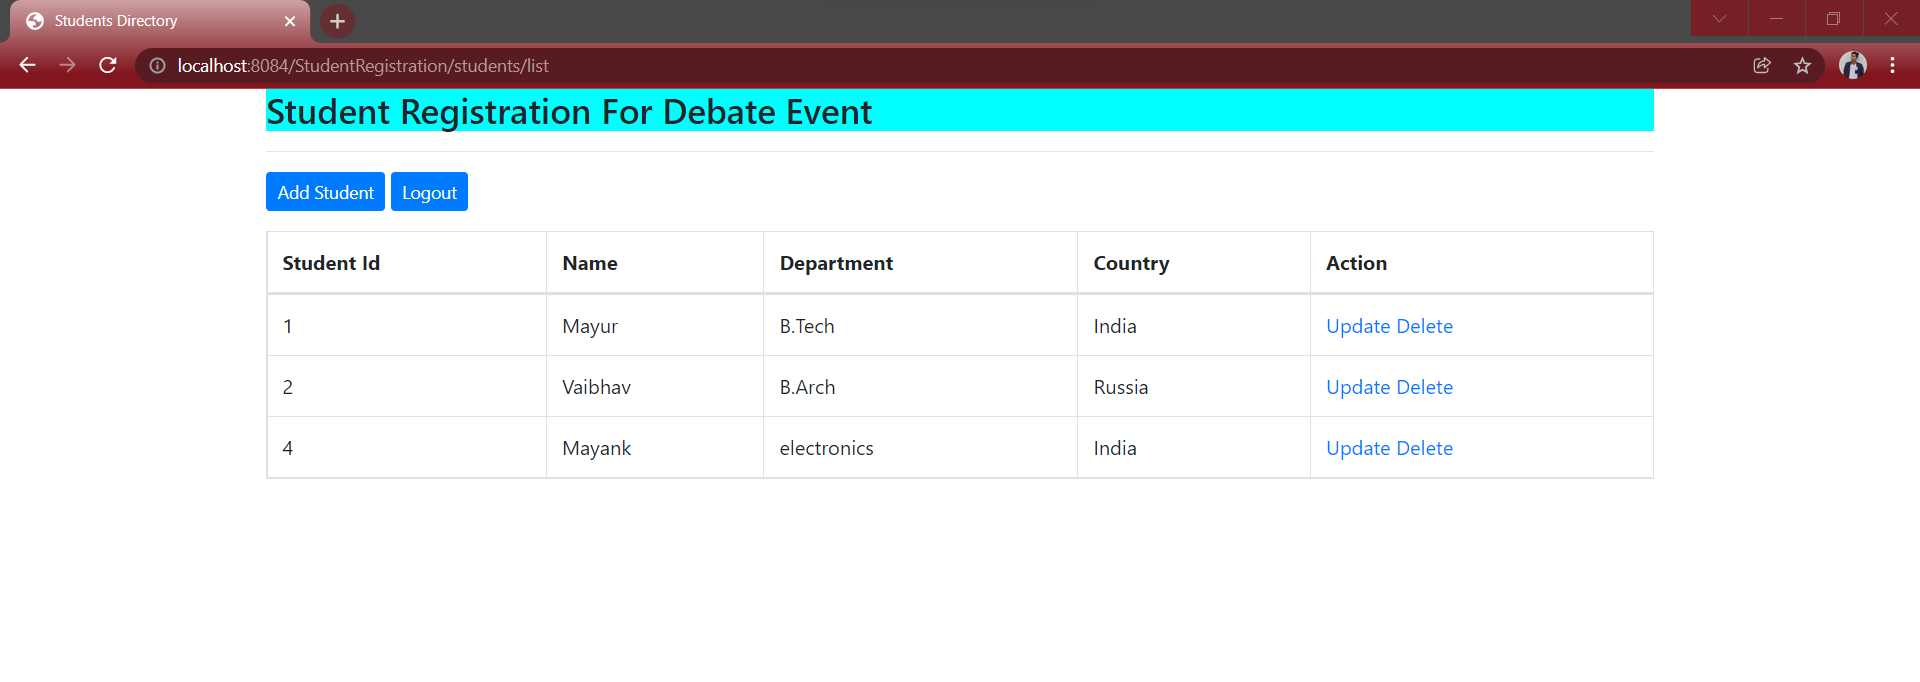 Students Directory
localhost:8084/StudentRegistration/students/list
Student Registration For Debate Event
Add Student Logout
Student Id Name Department Country Action
1 Mayur B.Tech India Update Delete
2 Vaibhav B.Arch Russia Update Delete
4 Mayank electronics India Update Delete